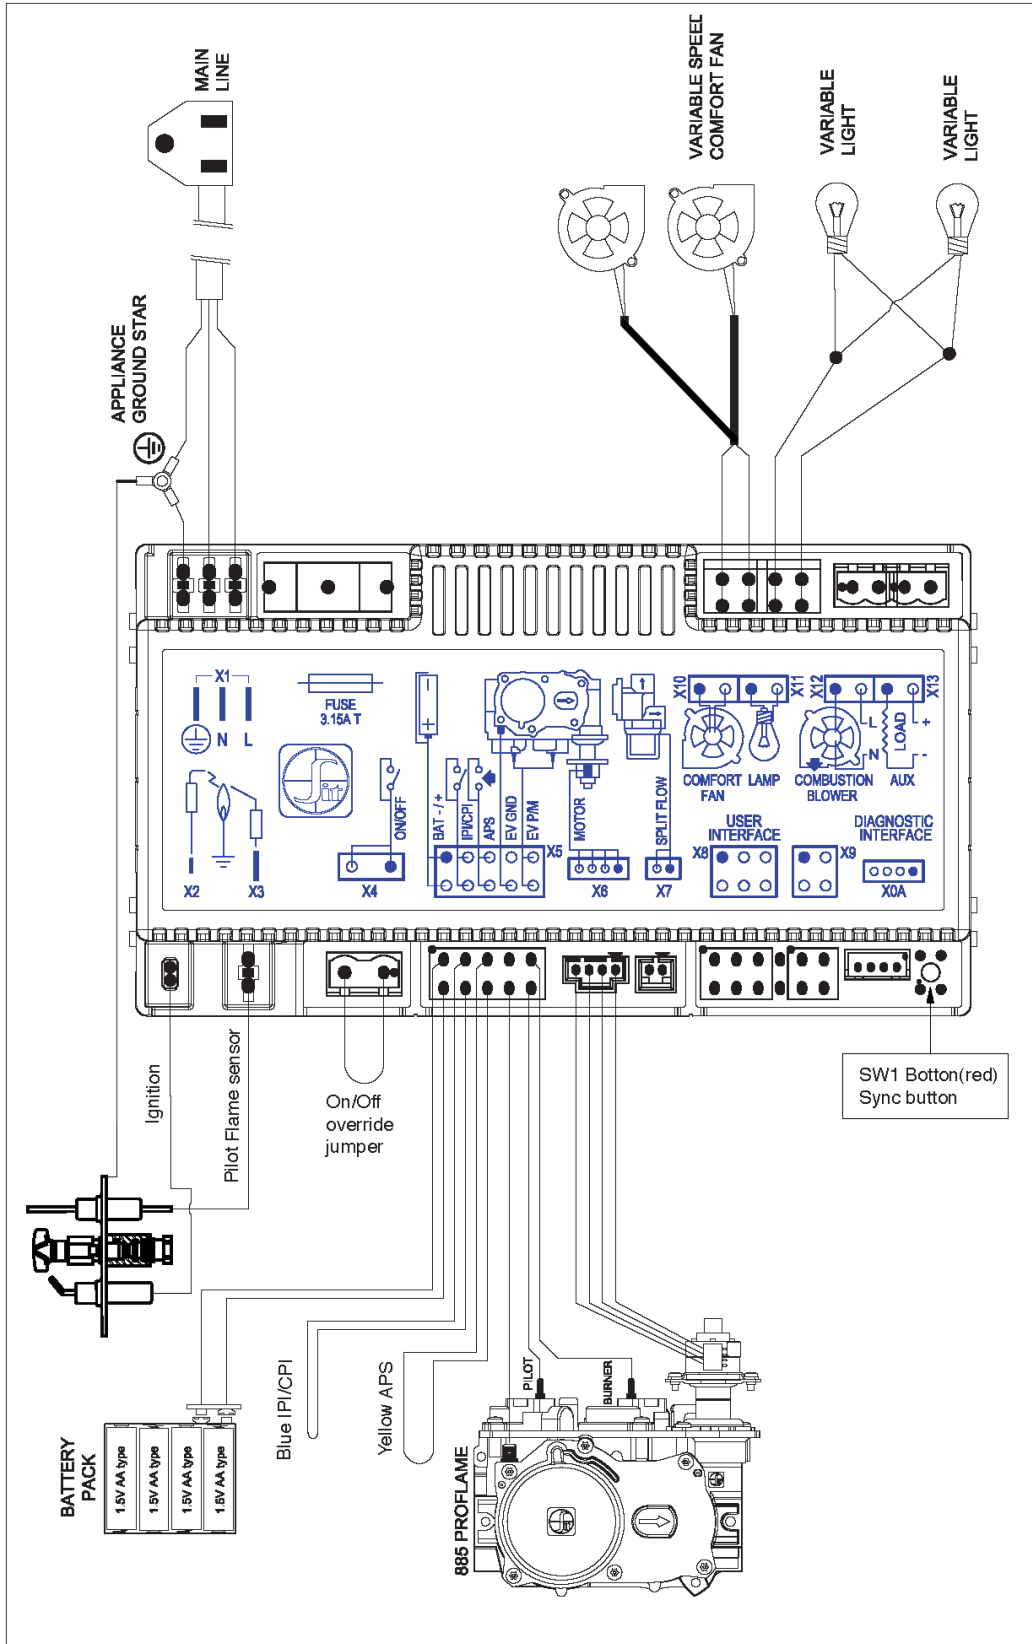 MAIN
LINE
VARIABLE SPEED
COMFORT FAN
VARIABLE
LIGHT
VARIABLE
LIGHT
APPLIANCE
GROUND STAR
X1
N
L
FUSE
3.15A T
X2
X3
ON/OFF
X4
- +
BAT - / +
IPI/CPI
APS
EV GND
EV P/M
X5
MOTOR
X6
SPLIT FLOW
X7
X10
X11
X12
X13
COMFORT
FAN
LAMP
L
N
COMBUSTION
BLOWER
LOAD
+
-
AUX
USER
INTERFACE
X8
X9
DIAGNOSTIC
INTERFACE
X0A
Ignition
Pilot Flame sensor
On/Off
override
jumper
SW1 Botton(red)
Sync button
BATTERY
PACK
1.5V AA type
1.5V AA type
1.5V AA type
1.5V AA type
Blue IPI/CPI
Yellow APS
PILOT
BURNER
885 PROFLAME